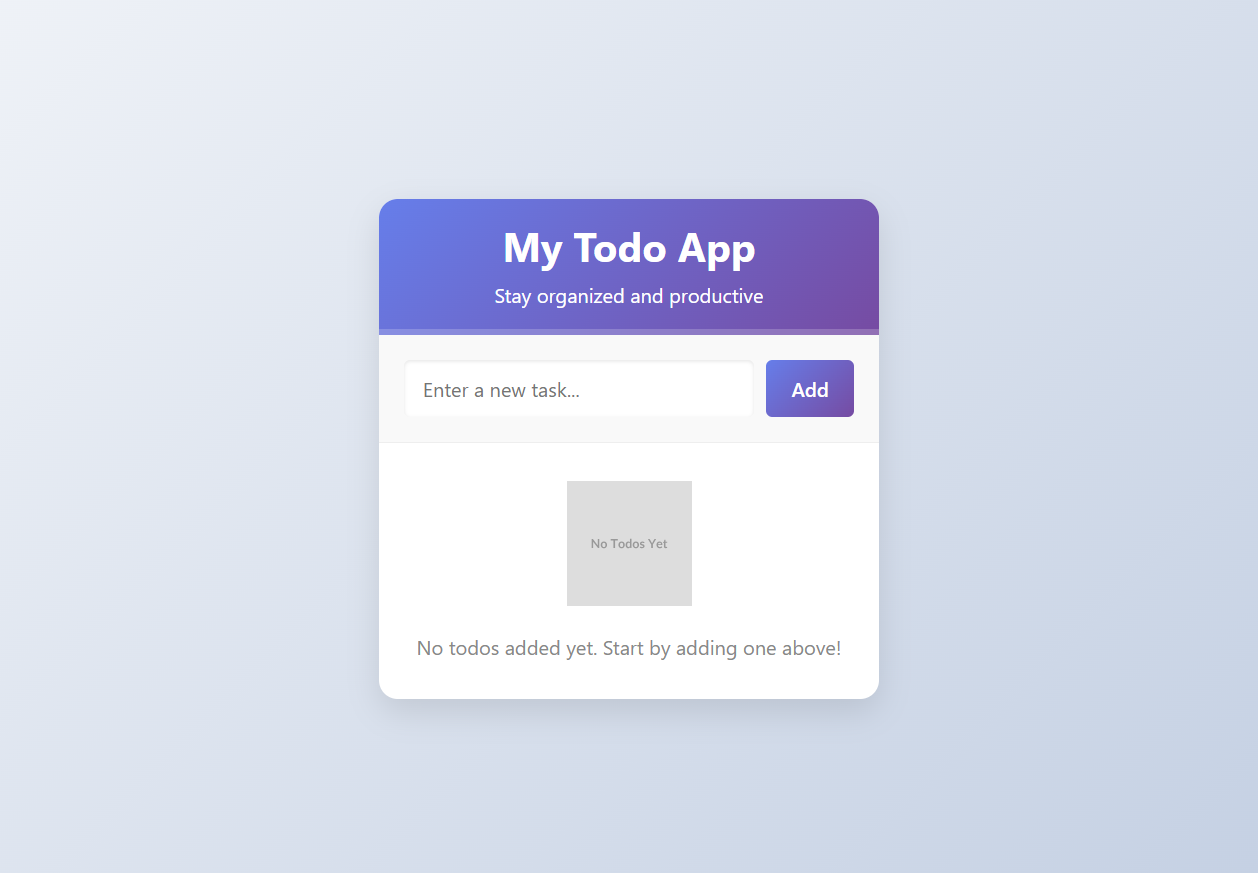 My Todo App
Stay organized and productive
Enter a new task...
Add
No Todos Yet
No todos added yet. Start by adding one above!